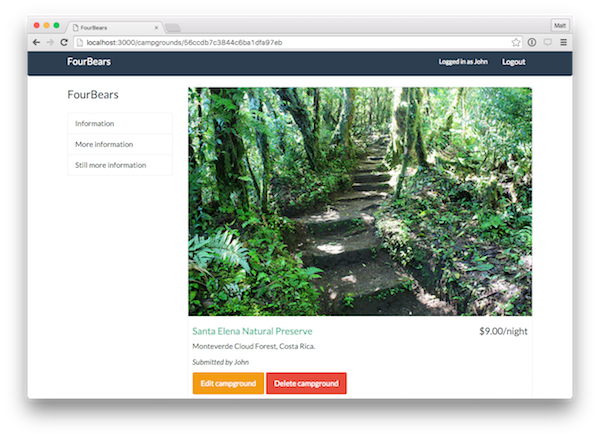 FourBears
Matt
localhost:3000/campgrounds/56ccdb7c3844c6ba1dfa97eb
FourBears
Logged in as John
Logout
FourBears
Information
More information
Still more information
Santa Elena Natural Preserve
$9.00/night
Monteverde Cloud Forest, Costa Rica.
Submitted by John
Edit campground
Delete campground